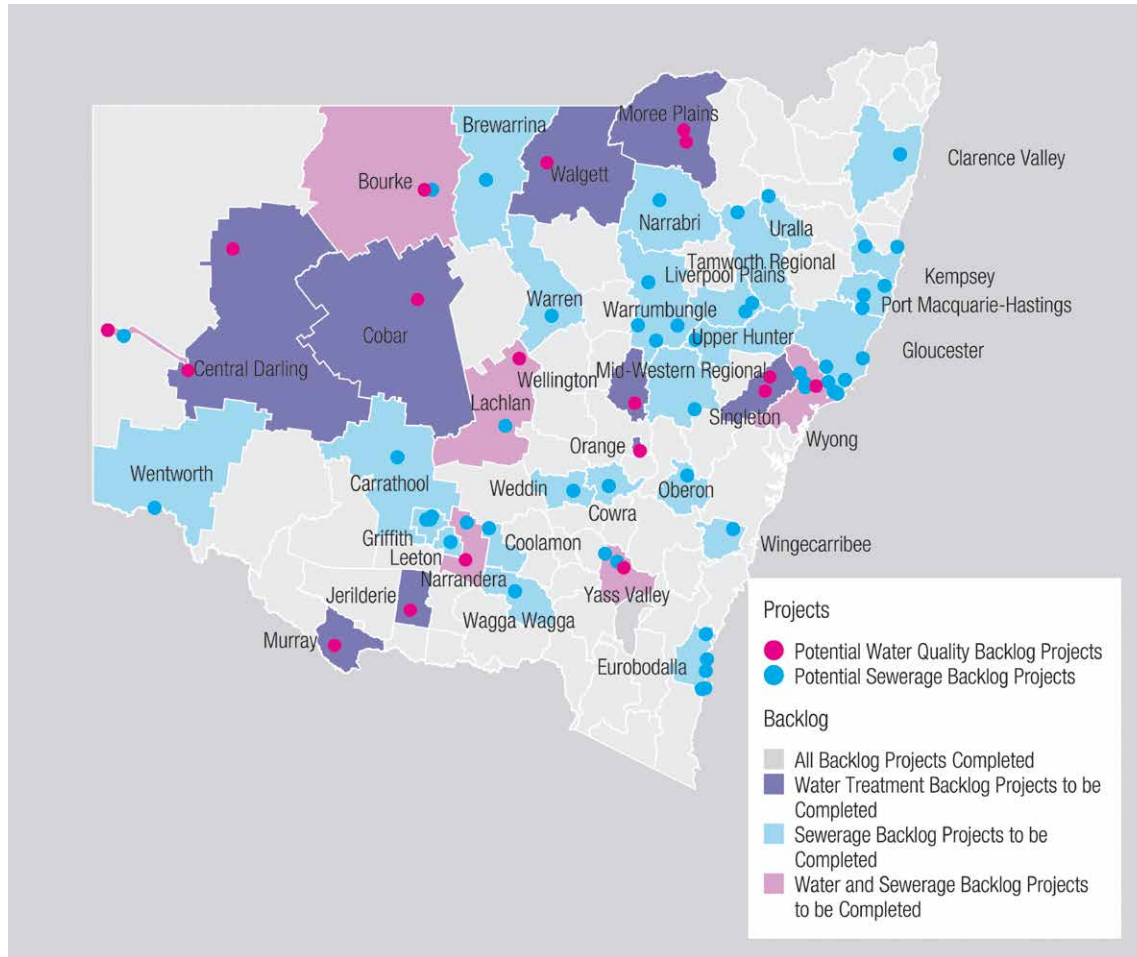 Brewarrina
Moree Plains
Clarence Valley
Bourke
Walgett
Narrabri
Uralla
Tamworth Regional
Liverpool Plains
Kempsey
Warren
Warrumbungle
Port Macquarie-Hastings
Cobar
Upper Hunter
Gloucester
Central Darling
Wellington
Mid-Western Regional
Lachlan
Singleton
Wyong
Orange
Wentworth
Carrathool
Weddin
Oberon
Cowra
Griffith
Coolamon
Wingecarribee
Leeton
Narrandera
Jerilderie
Yass Valley
Wagga Wagga
Murray
Eurobodalla
Projects
Potential Water Quality Backlog Projects
Potential Sewerage Backlog Projects
Backlog
All Backlog Projects Completed
Water Treatment Backlog Projects to be
Completed
Sewerage Backlog Projects to be
Completed
Water and Sewerage Backlog Projects
to be Completed